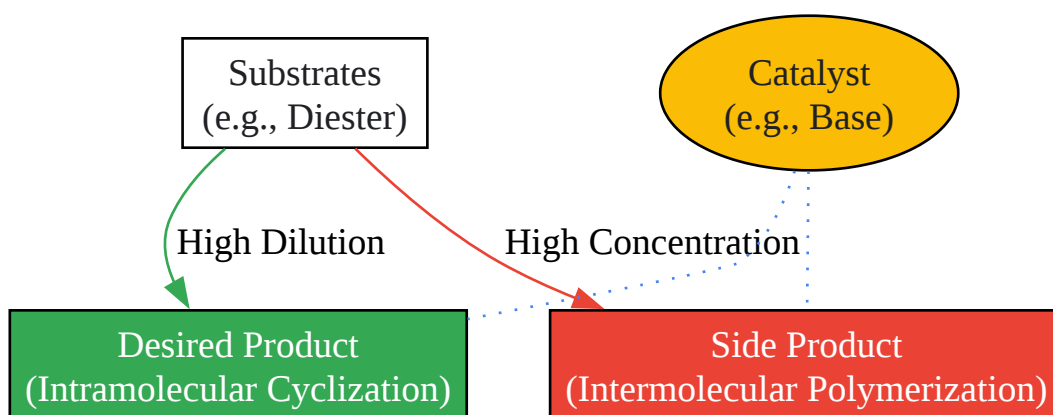 Substrates
(e.g., Diester)
Catalyst
(e.g., Base)
High Dilution
High Concentration
Desired Product
(Intramolecular Cyclization)
Side Product
(Intermolecular Polymerization)